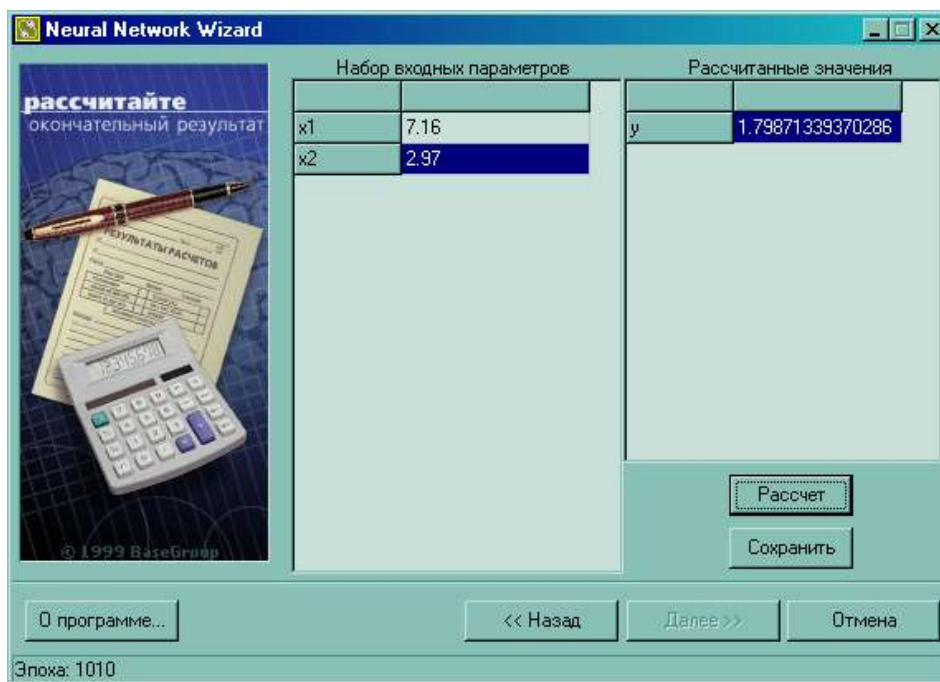 Neural Network Wizard
рассчитайте
окончательный результат
РЕЗУЛЬТАТЫ РАСЧЕТОВ
© 1999 BaseGroup
Набор входных параметров
x1 7.16
x2 2.97
Рассчитанные значения
y 1.79871339370286
Рассчет
Сохранить
О программе...
<< Назад
Далее >>
Отмена
Эпоха: 1010